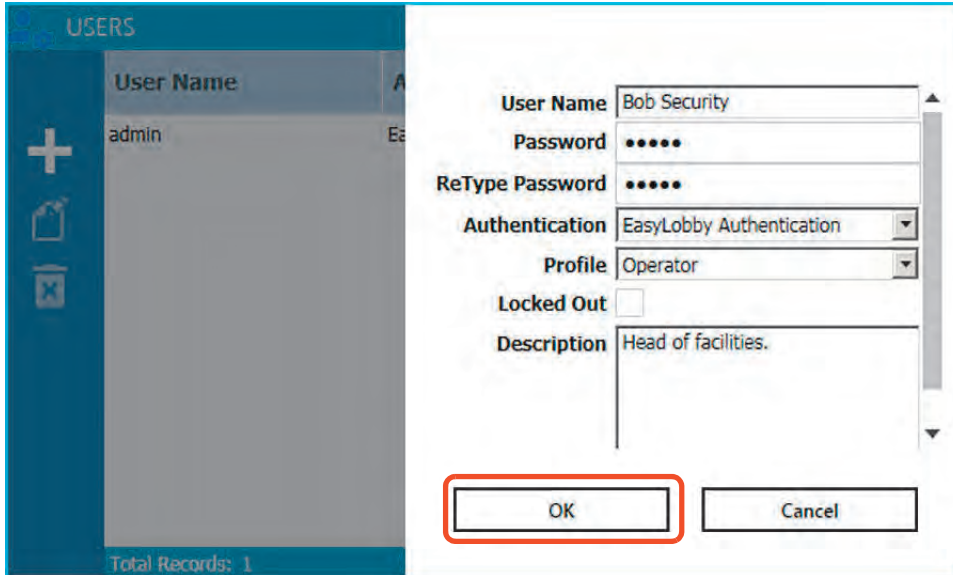 USERS
User Name A
admin Ea
Total Records: 1
User Name Bob Security
Password •••••
ReType Password •••••
Authentication EasyLobby Authentication
Profile Operator
Locked Out
Description Head of facilities.
OK Cancel